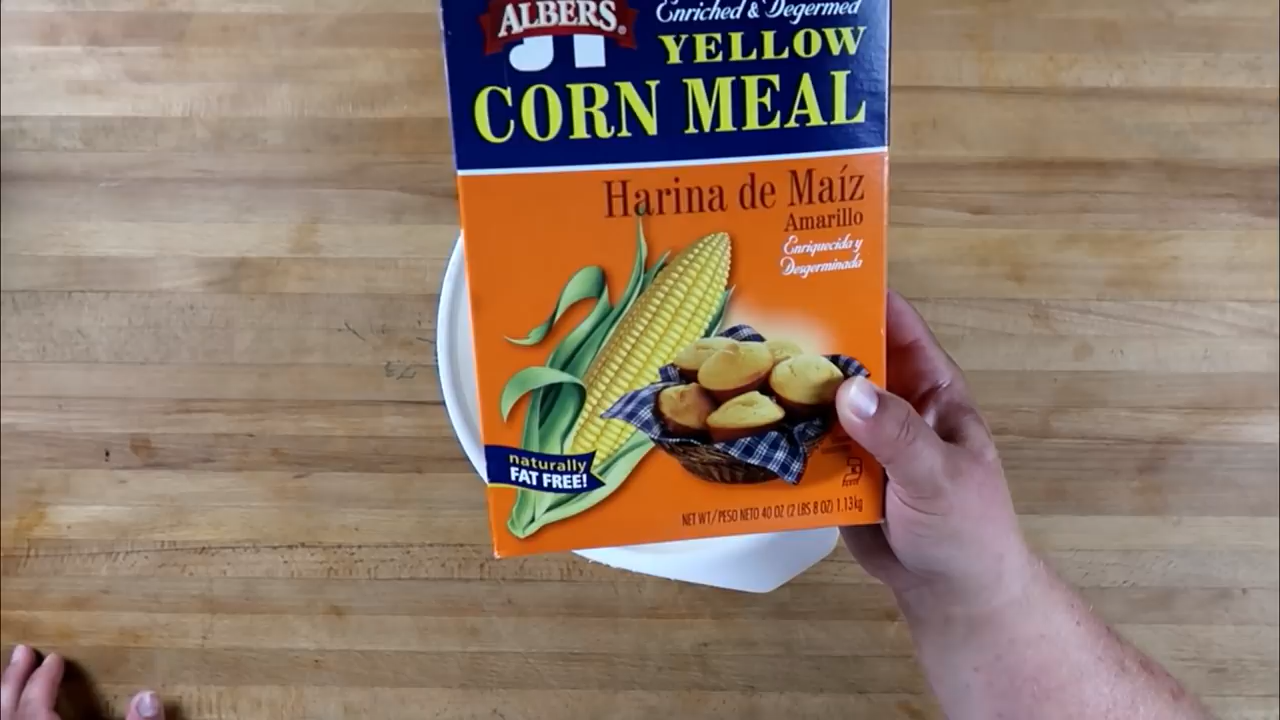 ALBERS®
Enriched & Degermed
YELLOW
CORN MEAL
Harina de Maíz
Amarillo
Enriquecida y
Desgerminada
naturally
FAT FREE!
NET WT/PESO NETO 40 OZ (2 LBS 8 OZ) 1.13kg